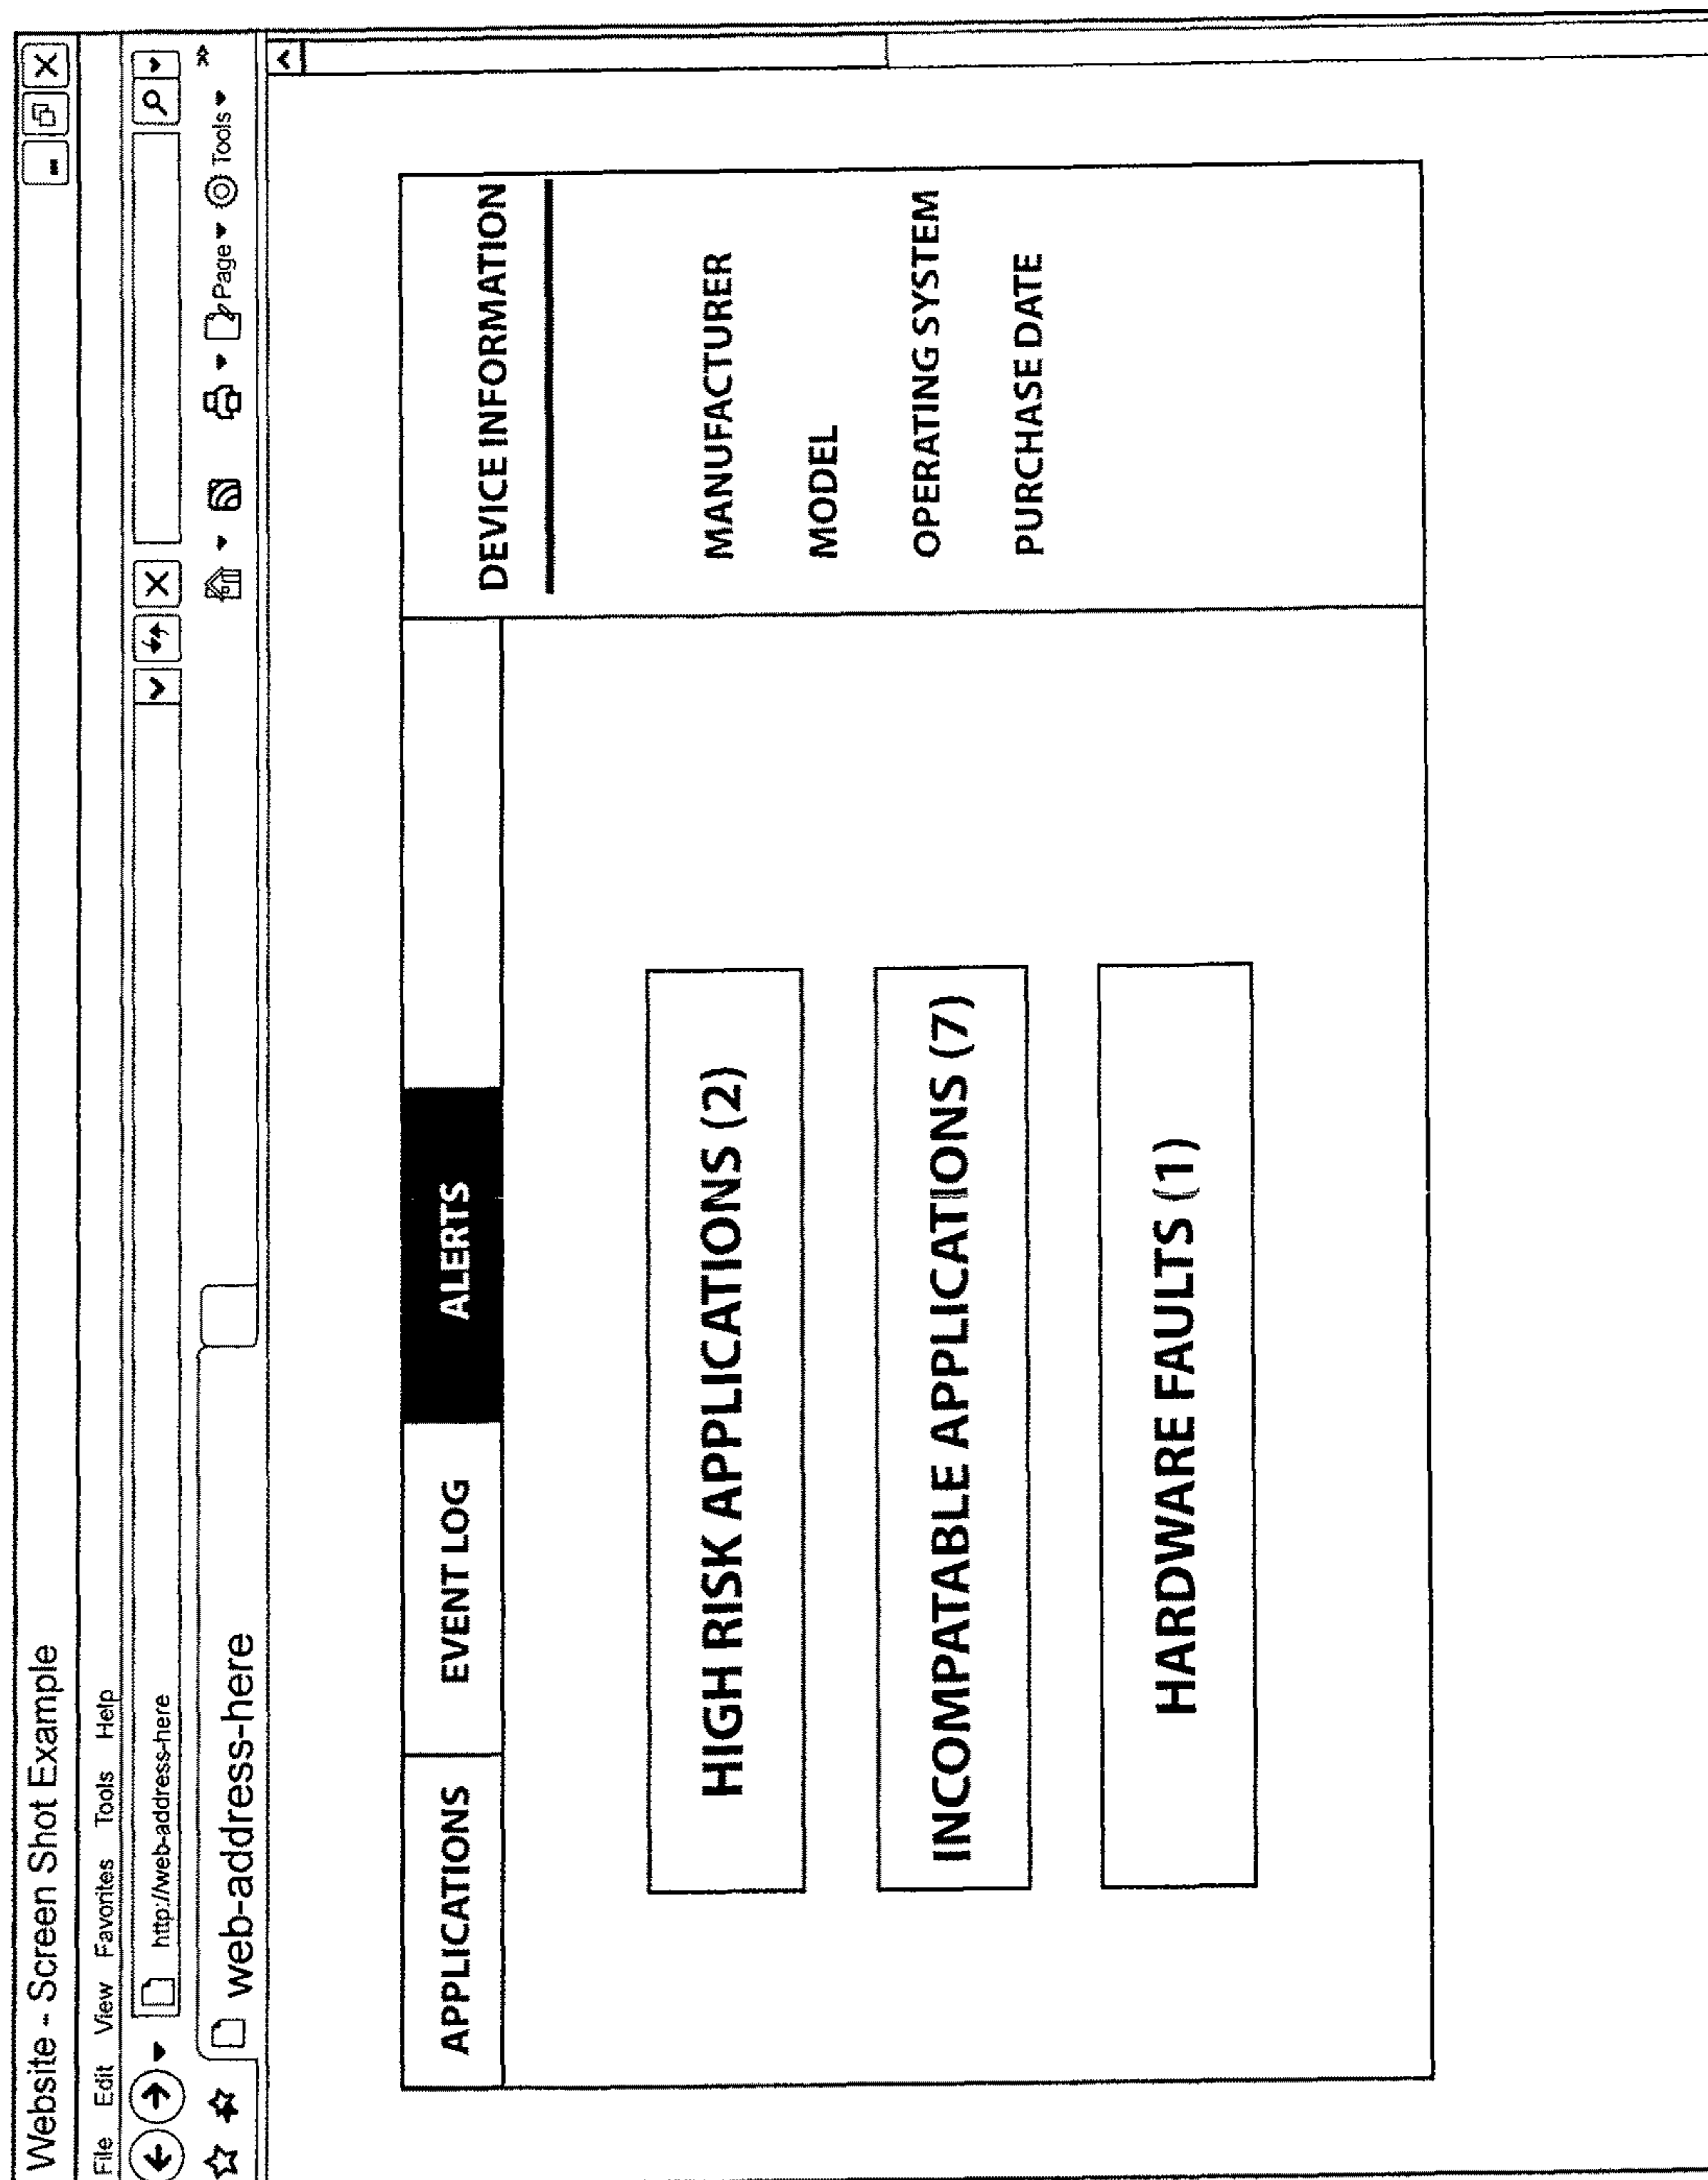 Website - Screen Shot Example
File Edit View Favorites Tools Help
http://web-address-here
web-address-here
Page Tools
APPLICATIONS EVENT LOG ALERTS
DEVICE INFORMATION
HIGH RISK APPLICATIONS (2)
INCOMPATABLE APPLICATIONS (7)
HARDWARE FAULTS (1)
MANUFACTURER
MODEL
OPERATING SYSTEM
PURCHASE DATE